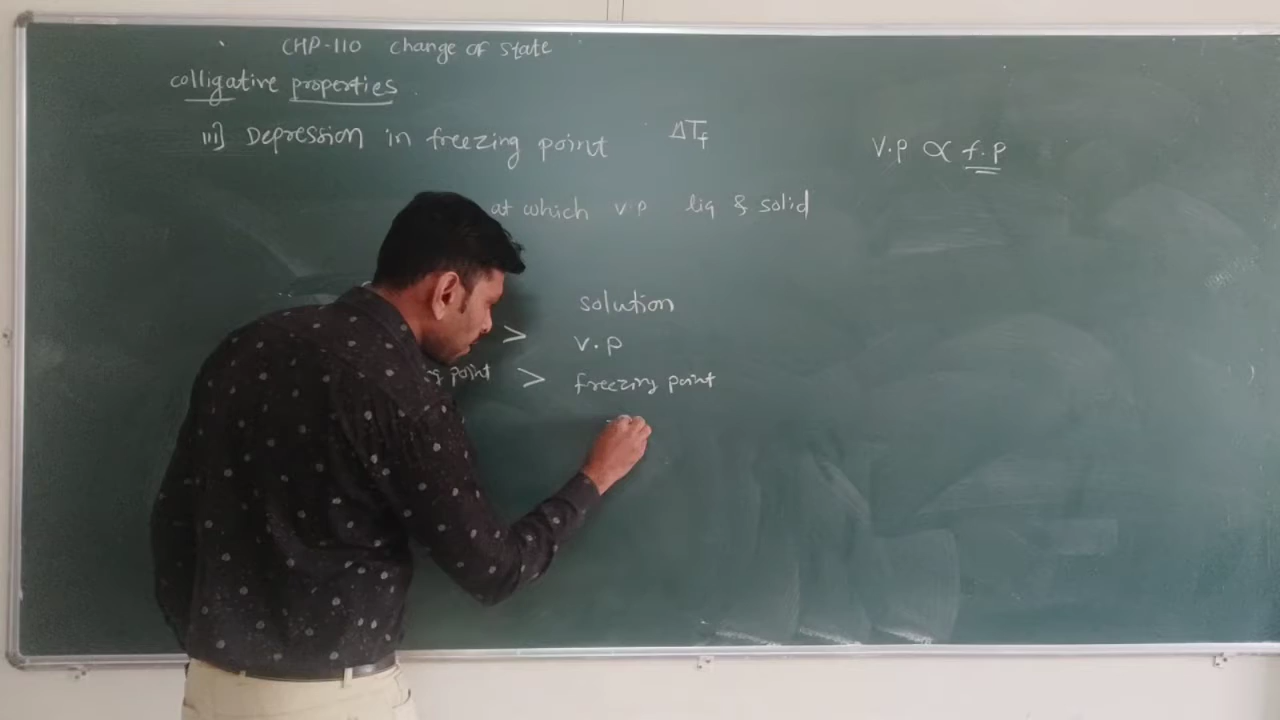 CHP-110 change of state
colligative properties
iii] Depression in freezing point ΔTf
V.P ∝ f.P
at which v.p liq & solid
solution
> v.p
point > freezing point